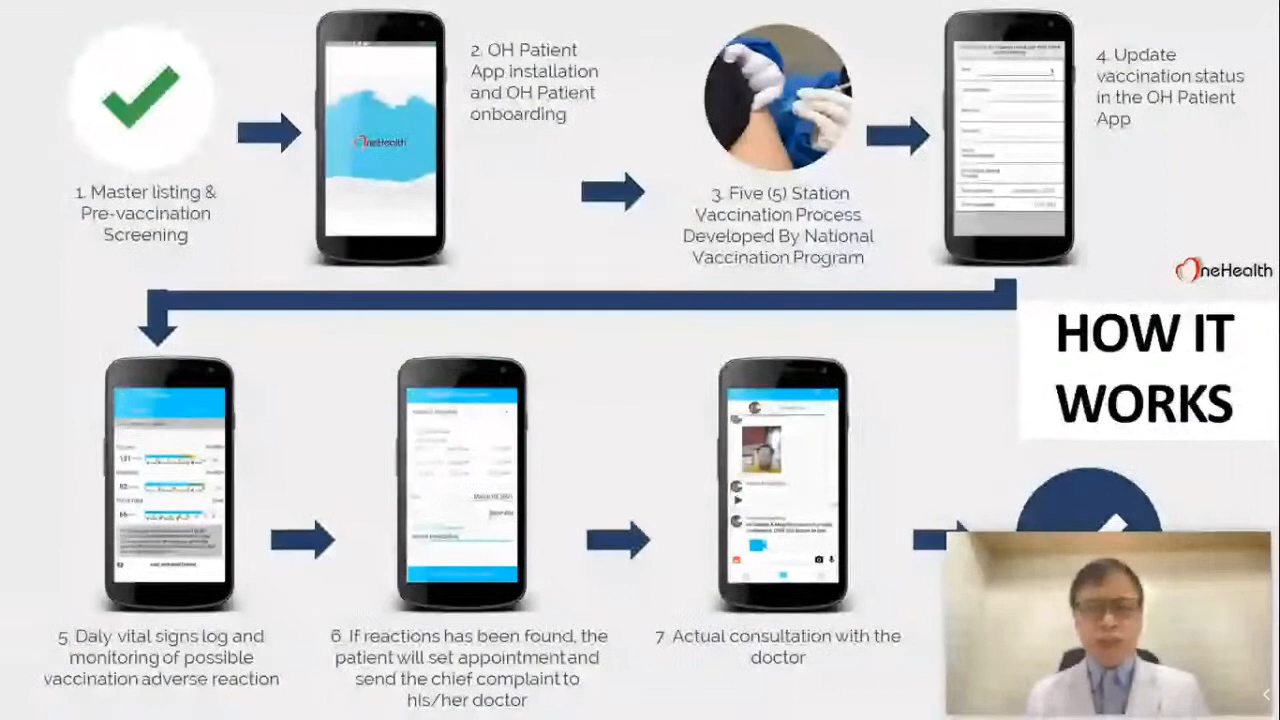 1. Master listing &
Pre-vaccination
Screening
OneHealth
2. OH Patient
App installation
and OH Patient
onboarding
3. Five (5) Station
Vaccination Process
Developed By National
Vaccination Program
4. Update
vaccination status
in the OH Patient
App
OneHealth
HOW IT
WORKS
5. Daly vital signs log and
monitoring of possible
vaccination adverse reaction
6. If reactions has been found, the
patient will set appointment and
send the chief complaint to
his/her doctor
7. Actual consultation with the
doctor